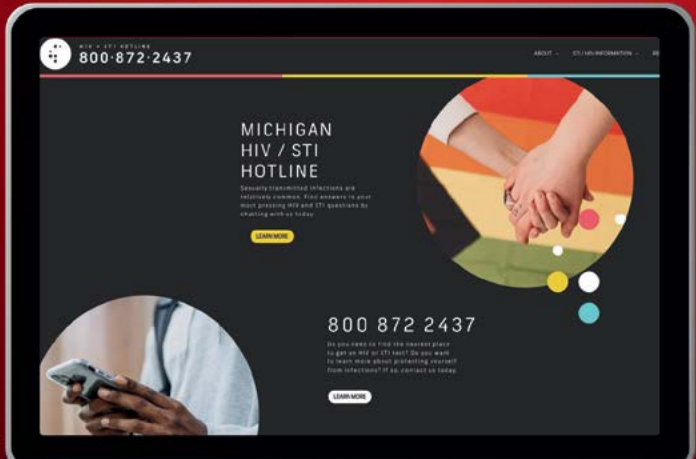 HIV + STI HOTLINE
800·872·2437
ABOUT
STI / HIV INFORMATION
RE
MICHIGAN
HIV / STI
HOTLINE
Sexually transmitted infections are
relatively common. Find answers to your
most pressing HIV and STI questions by
chatting with us today.
LEARN MORE
800 872 2437
Do you need to find the nearest place
to get an HIV or STI test? Do you want
to learn more about protecting yourself
from infections? If so, contact us today.
LEARN MORE